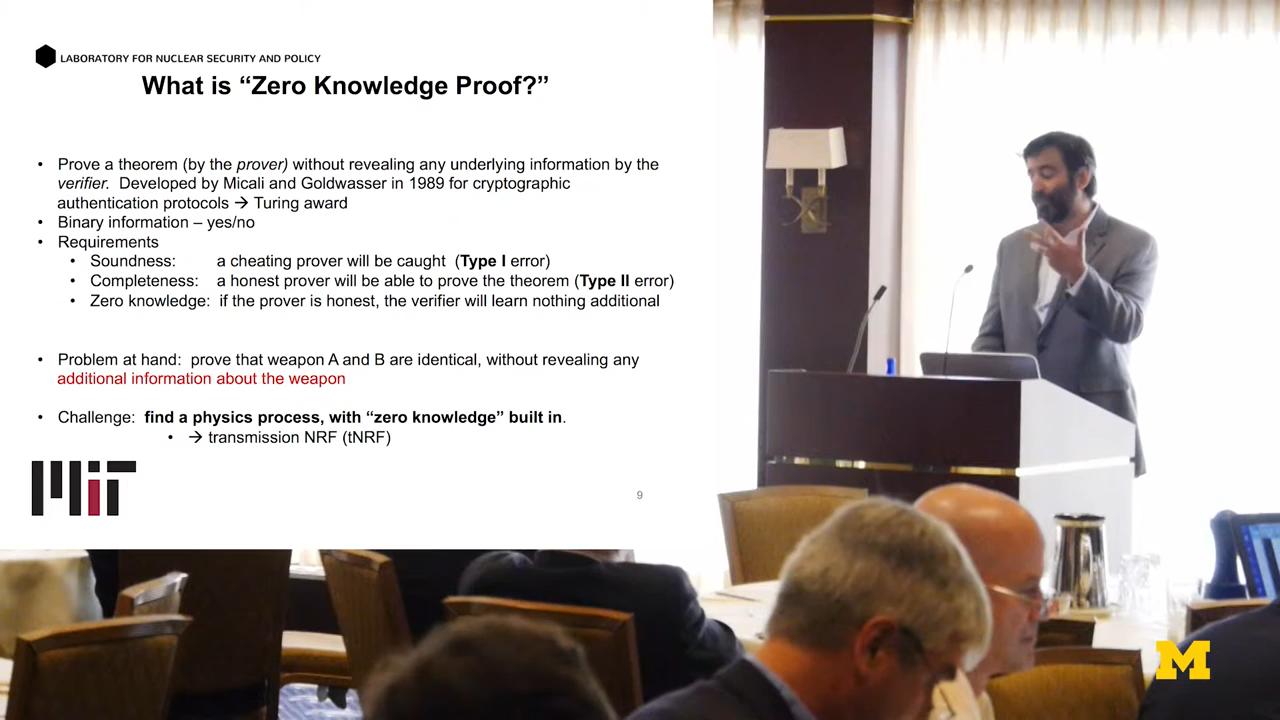 LABORATORY FOR NUCLEAR SECURITY AND POLICY
What is “Zero Knowledge Proof?”
• Prove a theorem (by the prover) without revealing any underlying information by the
verifier. Developed by Micali and Goldwasser in 1989 for cryptographic
authentication protocols → Turing award
• Binary information – yes/no
• Requirements
• Soundness: a cheating prover will be caught (Type I error)
• Completeness: a honest prover will be able to prove the theorem (Type II error)
• Zero knowledge: if the prover is honest, the verifier will learn nothing additional
• Problem at hand: prove that weapon A and B are identical, without revealing any
additional information about the weapon
• Challenge: find a physics process, with “zero knowledge” built in.
• → transmission NRF (tNRF)
MIT
9
M